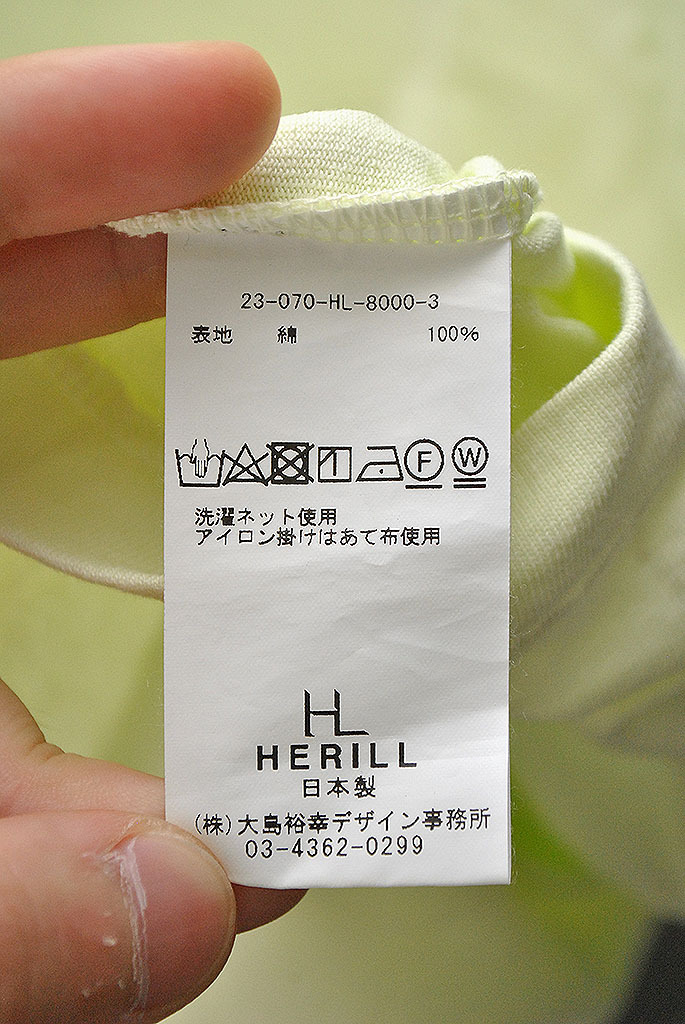 23-070-HL-8000-3
表地 綿 100%
F W
洗濯ネット使用
アイロン掛けはあて布使用
HL
HERILL
日本製
(株)大島裕幸デザイン事務所
03-4362-0299